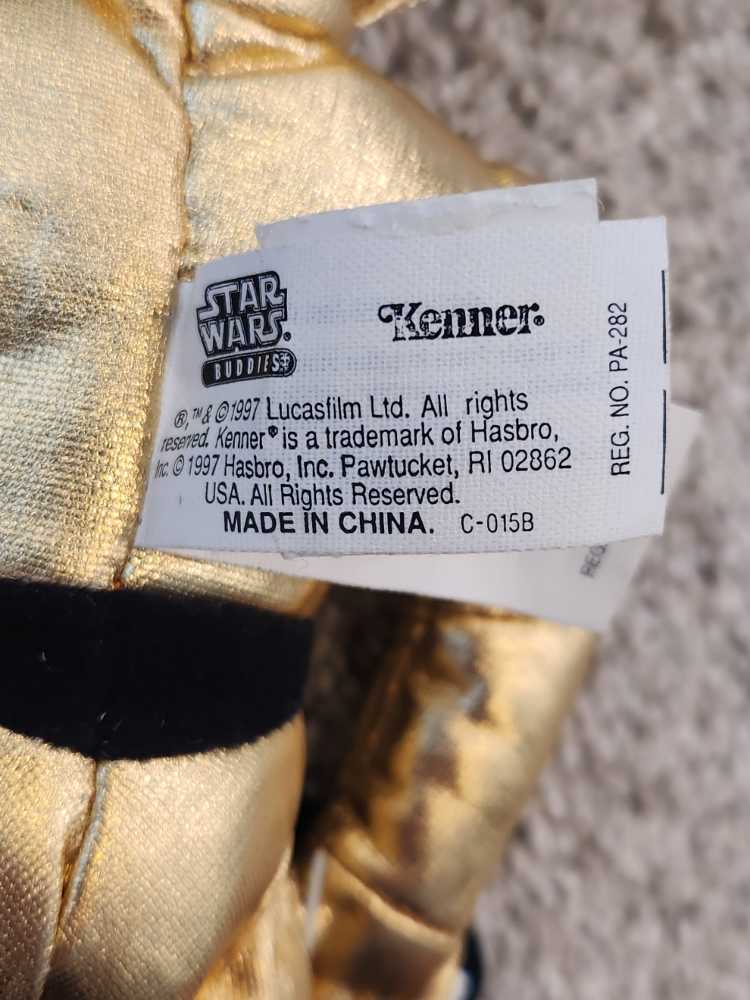 STAR
WARS®
BUDDIES
Kenner®
®,™& ©1997 Lucasfilm Ltd. All rights
reserved. Kenner® is a trademark of Hasbro,
Inc. © 1997 Hasbro, Inc. Pawtucket, RI 02862
USA. All Rights Reserved.
MADE IN CHINA. C-015B
REG. NO. PA-282
REG